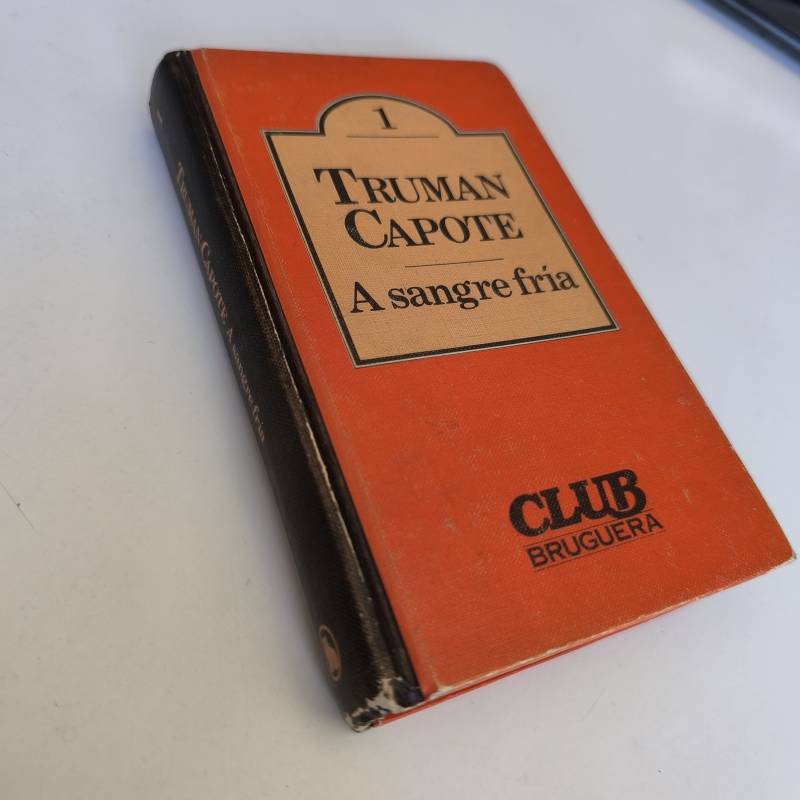 1
TRUMAN
CAPOTE
A sangre fría
CLUB
BRUGUERA
TRUMAN CAPOTE A sangre fría